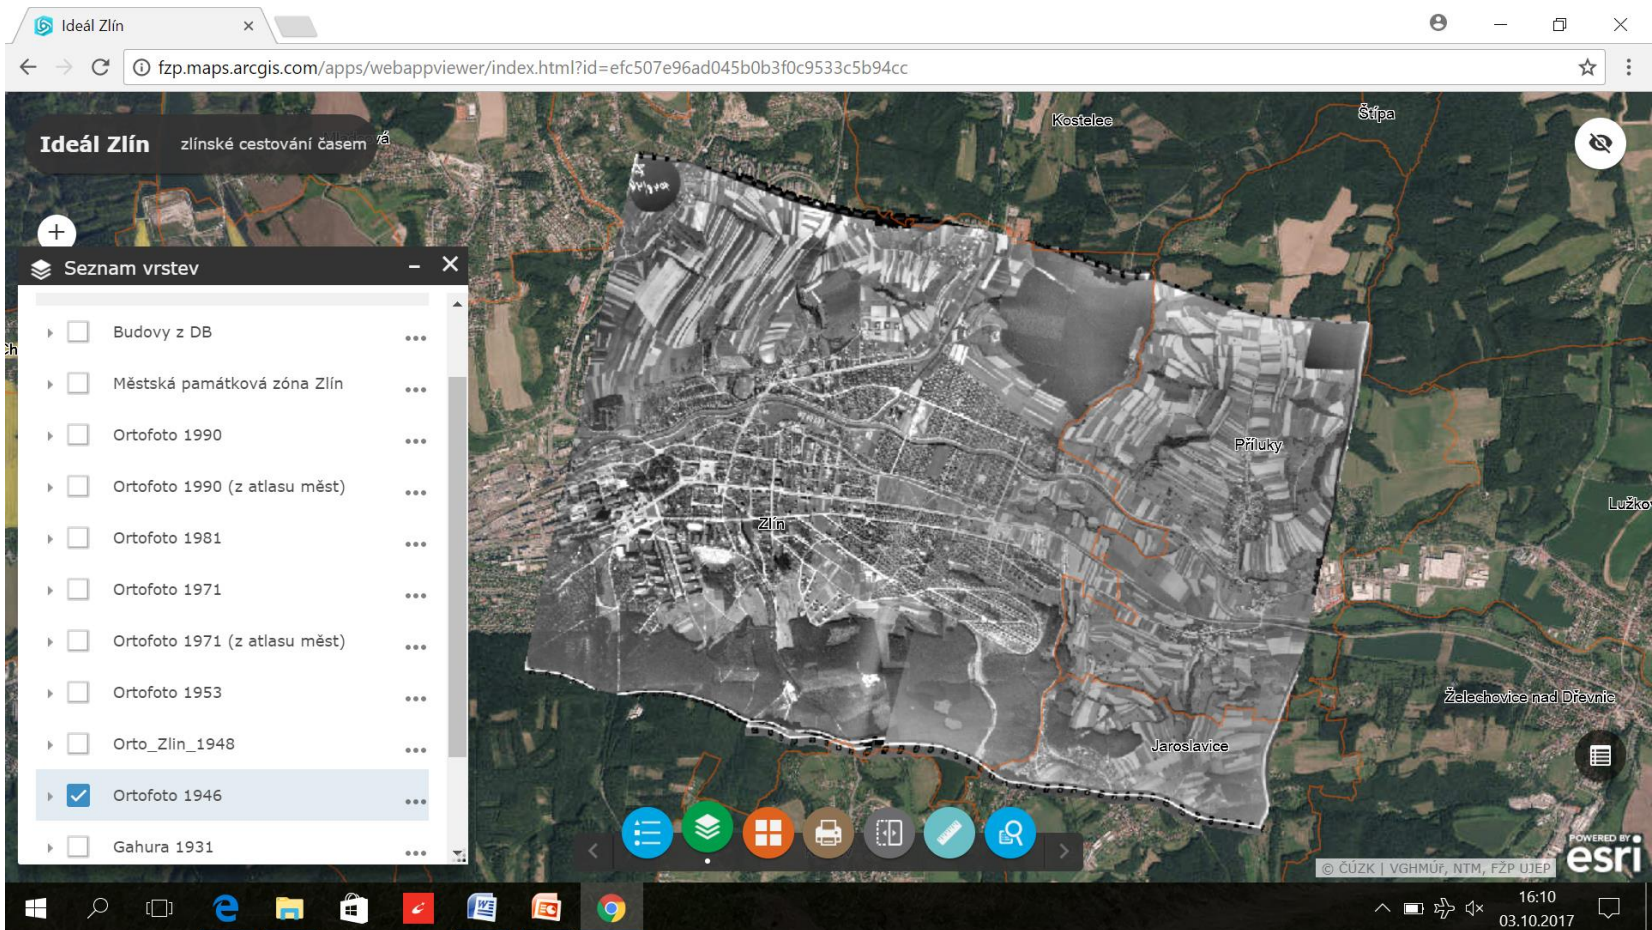 Ideál Zlín
fzp.maps.arcgis.com/apps/webappviewer/index.html?id=efc507e96ad045b0b3f0c9533c5b94cc
Ideál Zlín zlínské cestování časem
Kostelec
Štípa
Seznam vrstev
Budovy z DB
Městská památková zóna Zlín
Ortofoto 1990
Ortofoto 1990 (z atlasu měst)
Ortofoto 1981
Ortofoto 1971
Ortofoto 1971 (z atlasu měst)
Ortofoto 1953
Orto_Zlin_1948
Ortofoto 1946
Gahura 1931
Příluky
Zlín
Želechovice nad Dřevnic
Jaroslavice
POWERED BY
esri
© ČÚZK | VGHMÚř, NTM, FŽP UJEP
16:10
03.10.2017